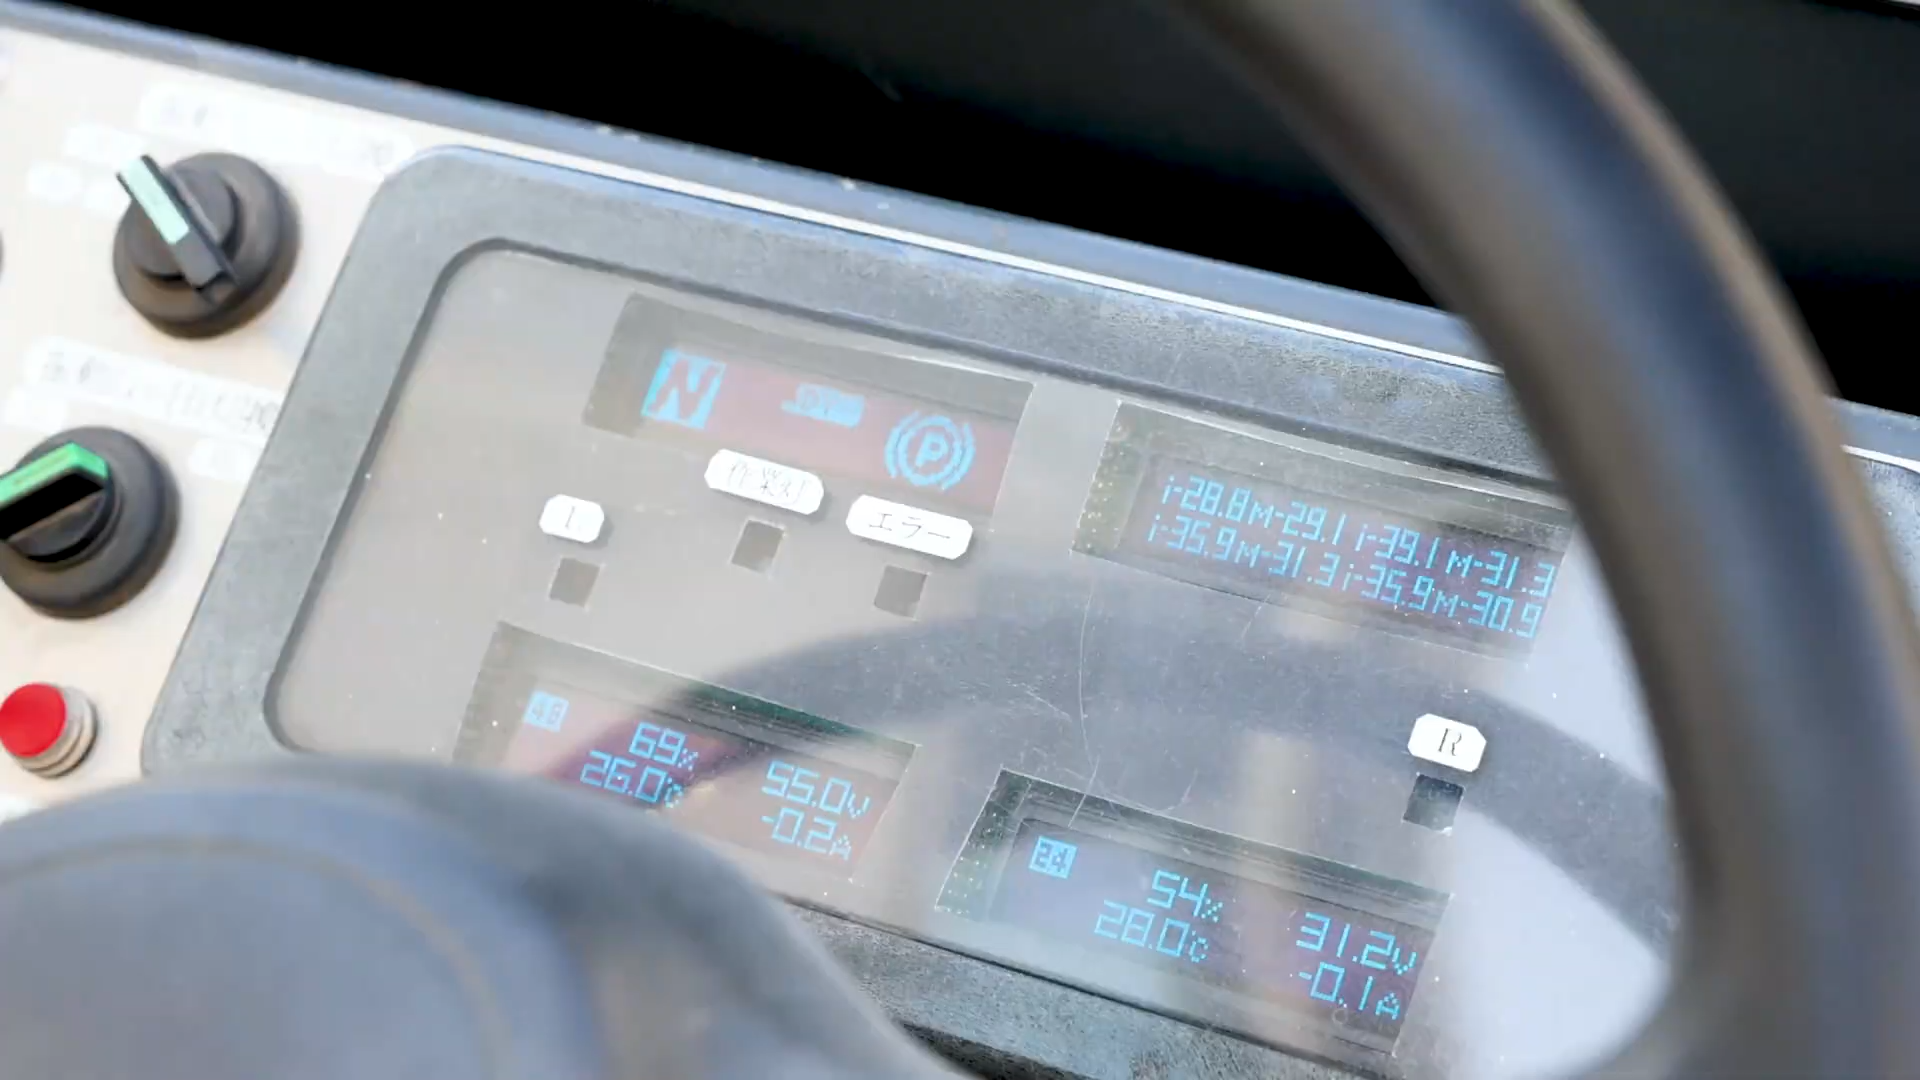 N
P
作業灯
L
エラー
i-28.8M-29.1 i-39.1M-31.3
i-35.9M-31.3 i-35.9M-30.9
48
69%
55.0V
26.0℃
-0.2A
R
24
54%
31.2V
28.0℃
-0.1A